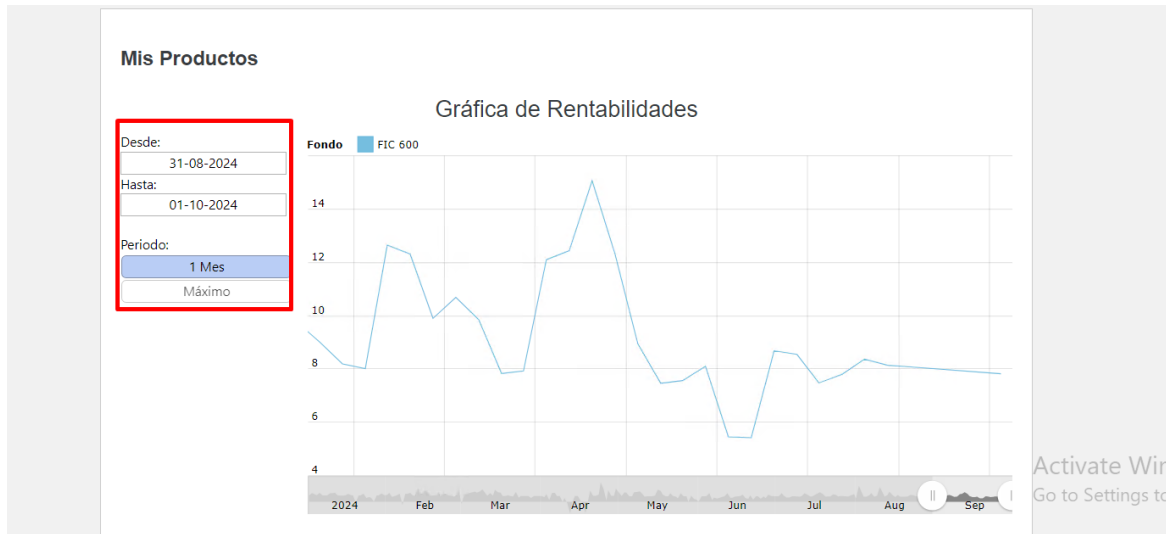 Mis Productos
Gráfica de Rentabilidades
Desde:
31-08-2024
Hasta:
01-10-2024
Periodo:
1 Mes
Máximo
Fondo FIC 600
14
12
10
8
6
4
2024 Feb Mar Apr May Jun Jul Aug Sep
Activate Win
Go to Settings to